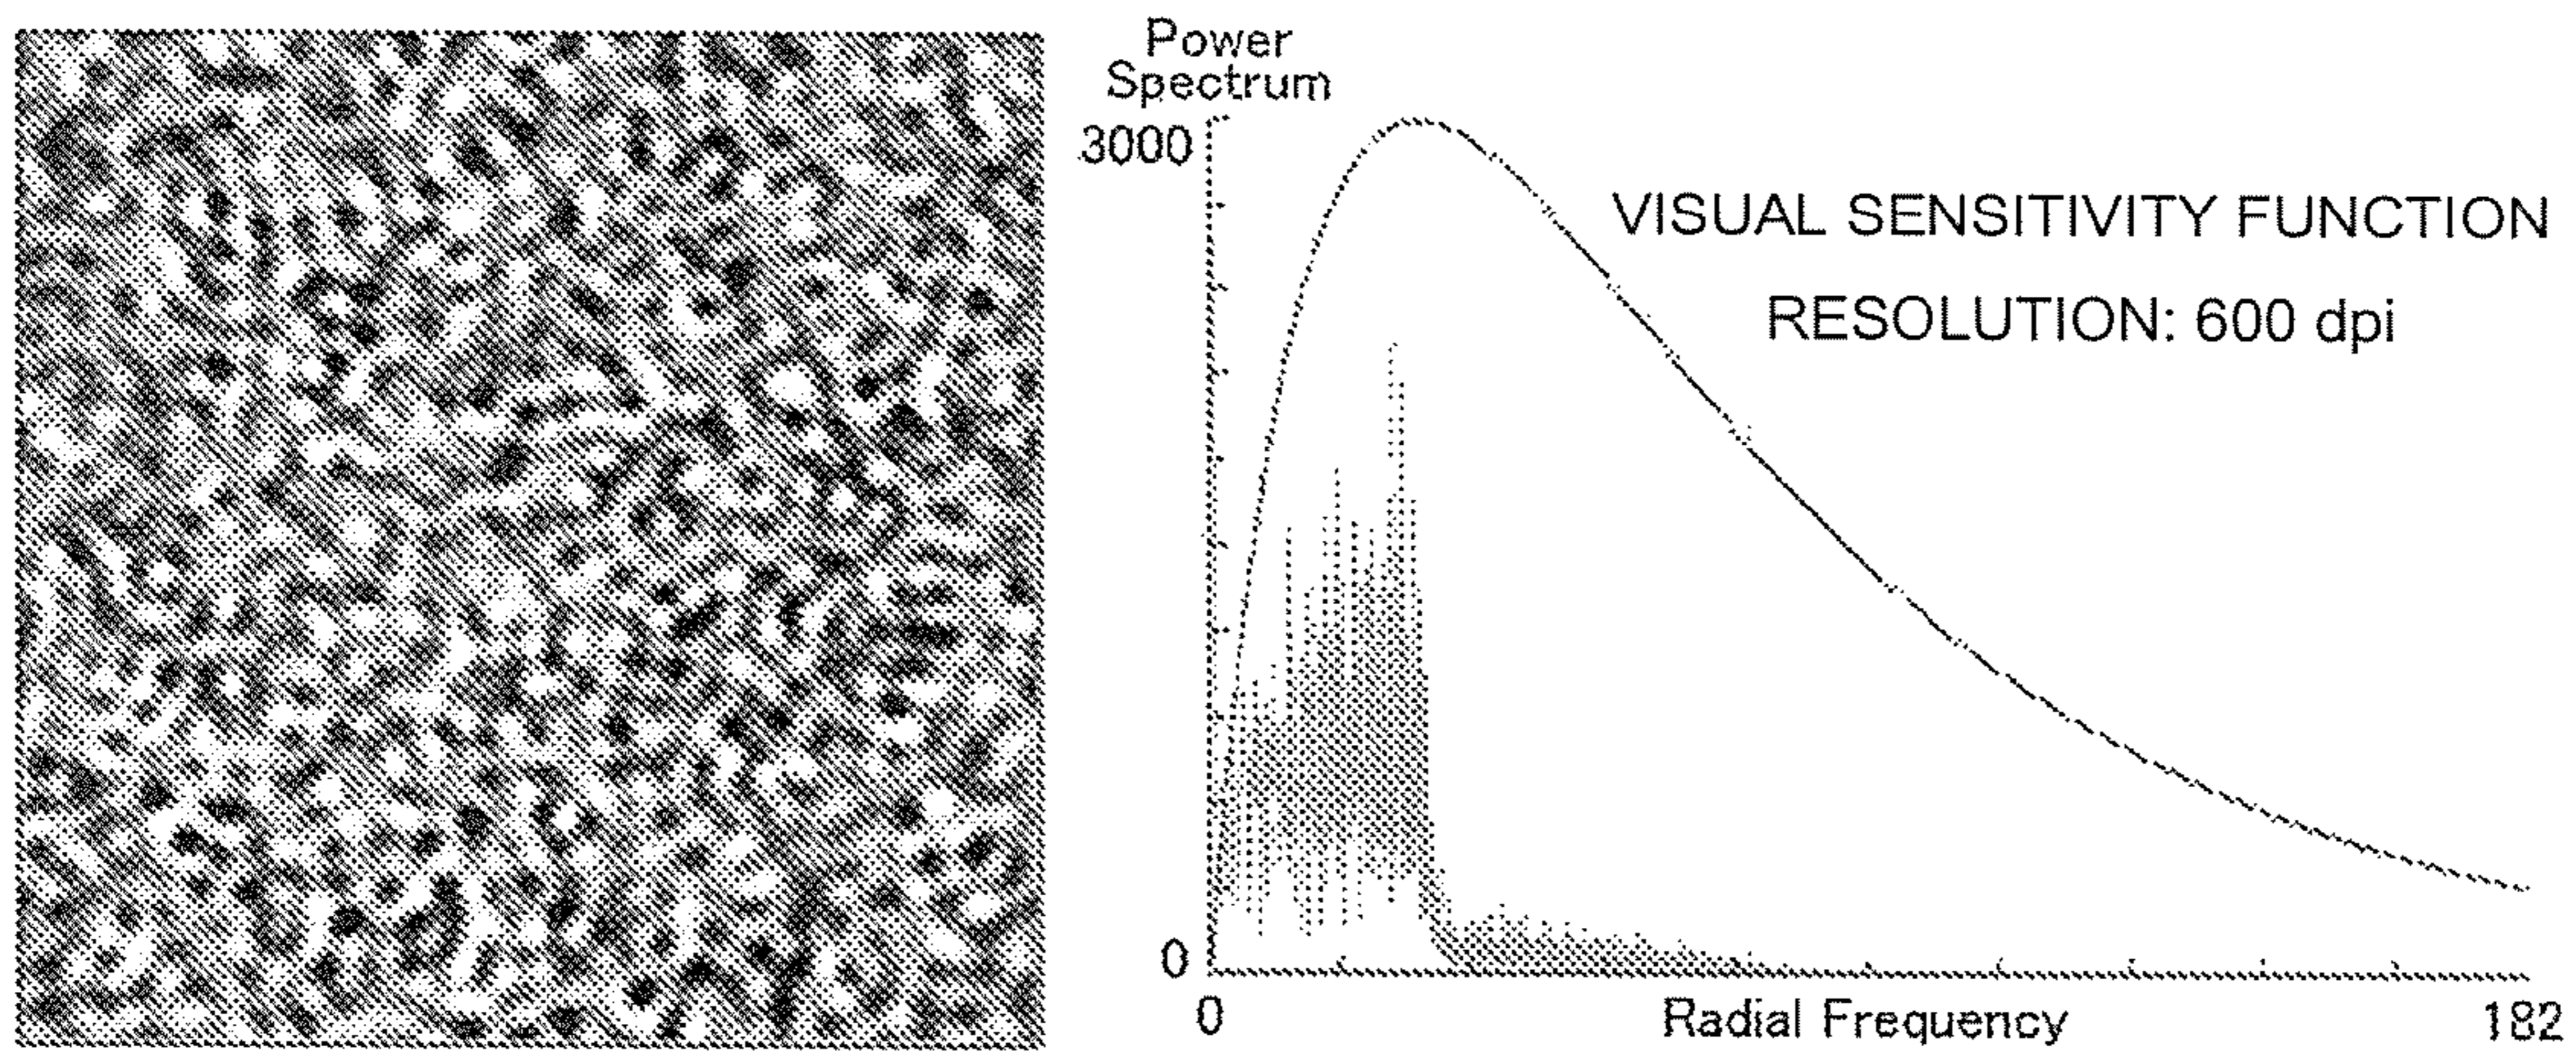 Power
Spectrum
3000
VISUAL SENSITIVITY FUNCTION
RESOLUTION: 600 dpi
0
0
Radial Frequency
182